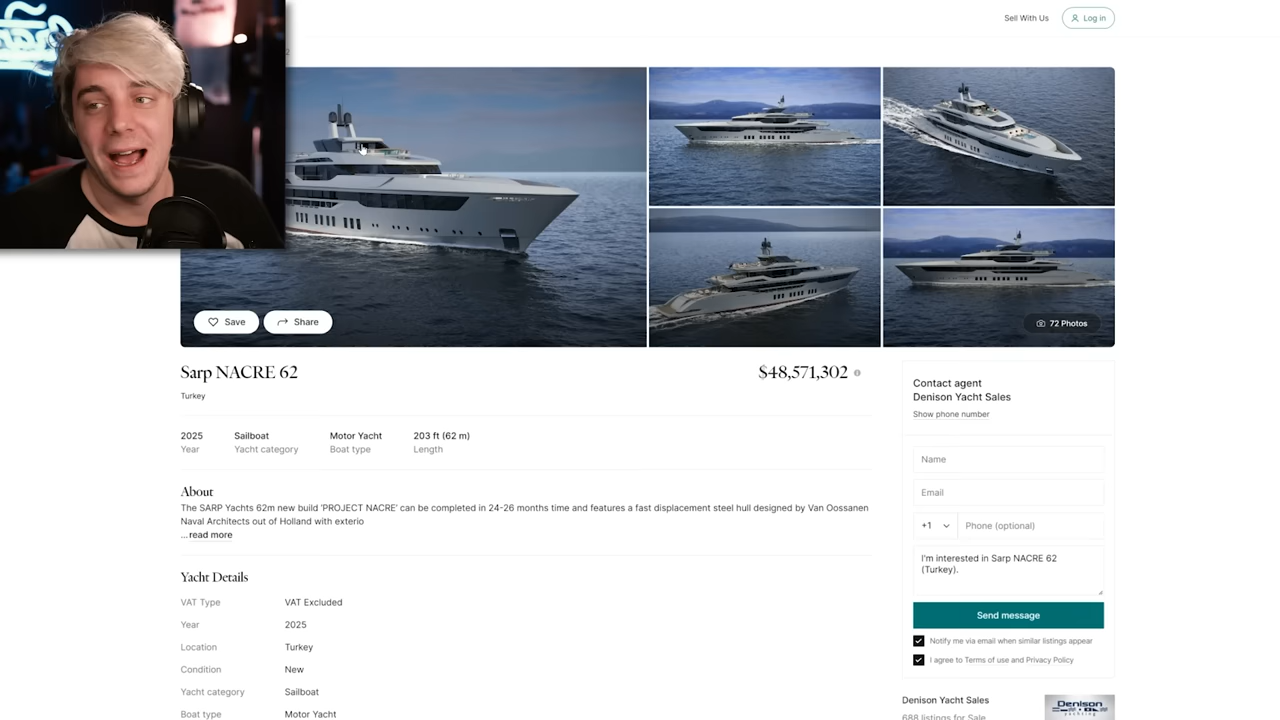 Sell With Us
Log in
2
Save
Share
72 Photos
Sarp NACRE 62
$48,571,302
Turkey
2025
Sailboat
Motor Yacht
203 ft (62 m)
Year
Yacht category
Boat type
Length
About
The SARP Yachts 62m new build 'PROJECT NACRE' can be completed in 24-26 months time and features a fast displacement steel hull designed by Van Oossanen
Naval Architects out of Holland with exterio
...read more
Yacht Details
VAT Type
VAT Excluded
Year
2025
Location
Turkey
Condition
New
Yacht category
Sailboat
Boat type
Motor Yacht
Contact agent
Denison Yacht Sales
Show phone number
Name
Email
+1
Phone (optional)
I'm interested in Sarp NACRE 62
(Turkey).
Send message
Notify me via email when similar listings appear
I agree to Terms of use and Privacy Policy
Denison Yacht Sales
688 listings for Sale
Denison
yachting